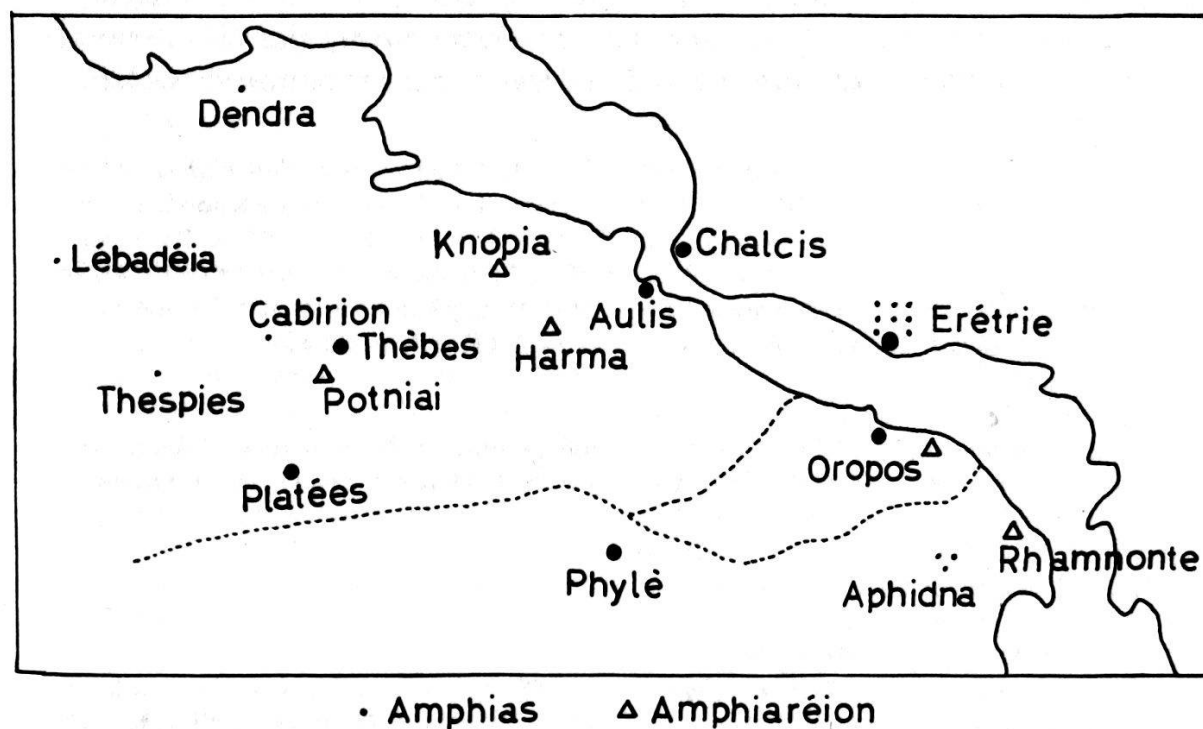 Dendra
Knopia
Chalcis
Lébadéia
Cabirion
Aulis
Erétrie
Thèbes
Harma
Thespies
Potniai
Oropos
Platées
Phylè
Aphidna
Rhamnonte
Amphias
Amphiaréion